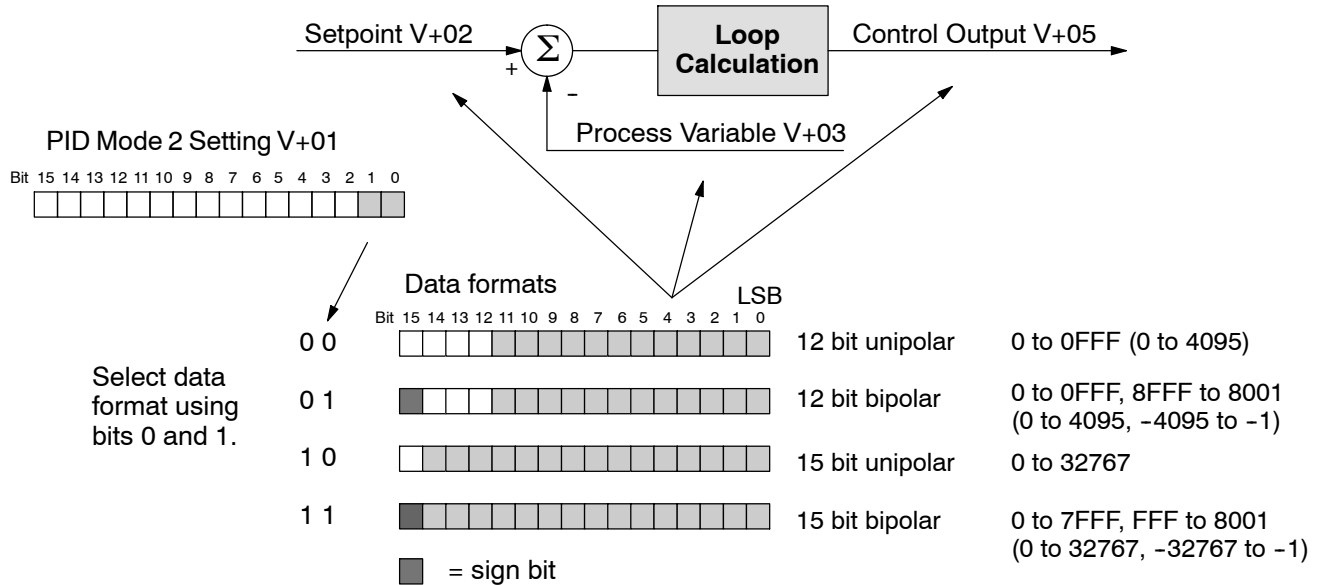 Setpoint V+02
Σ
+
−
Loop
Calculation
Control Output V+05
Process Variable V+03
PID Mode 2 Setting V+01
Bit 15 14 13 12 11 10 9 8 7 6 5 4 3 2 1 0
Data formats
LSB
Bit 15 14 13 12 11 10 9 8 7 6 5 4 3 2 1 0
Select data
format using
bits 0 and 1.
0 0
12 bit unipolar
0 to 0FFF (0 to 4095)
0 1
12 bit bipolar
0 to 0FFF, 8FFF to 8001
(0 to 4095, -4095 to -1)
1 0
15 bit unipolar
0 to 32767
1 1
15 bit bipolar
0 to 7FFF, FFF to 8001
(0 to 32767, -32767 to -1)
= sign bit